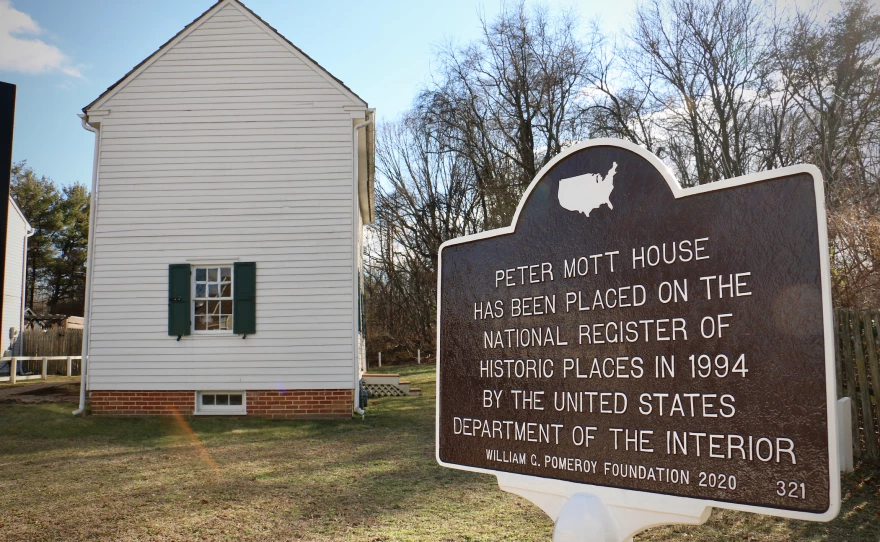 PETER MOTT HOUSE
HAS BEEN PLACED ON THE
NATIONAL REGISTER OF
HISTORIC PLACES IN 1994
BY THE UNITED STATES
DEPARTMENT OF THE INTERIOR
WILLIAM G. POMEROY FOUNDATION 2020 321